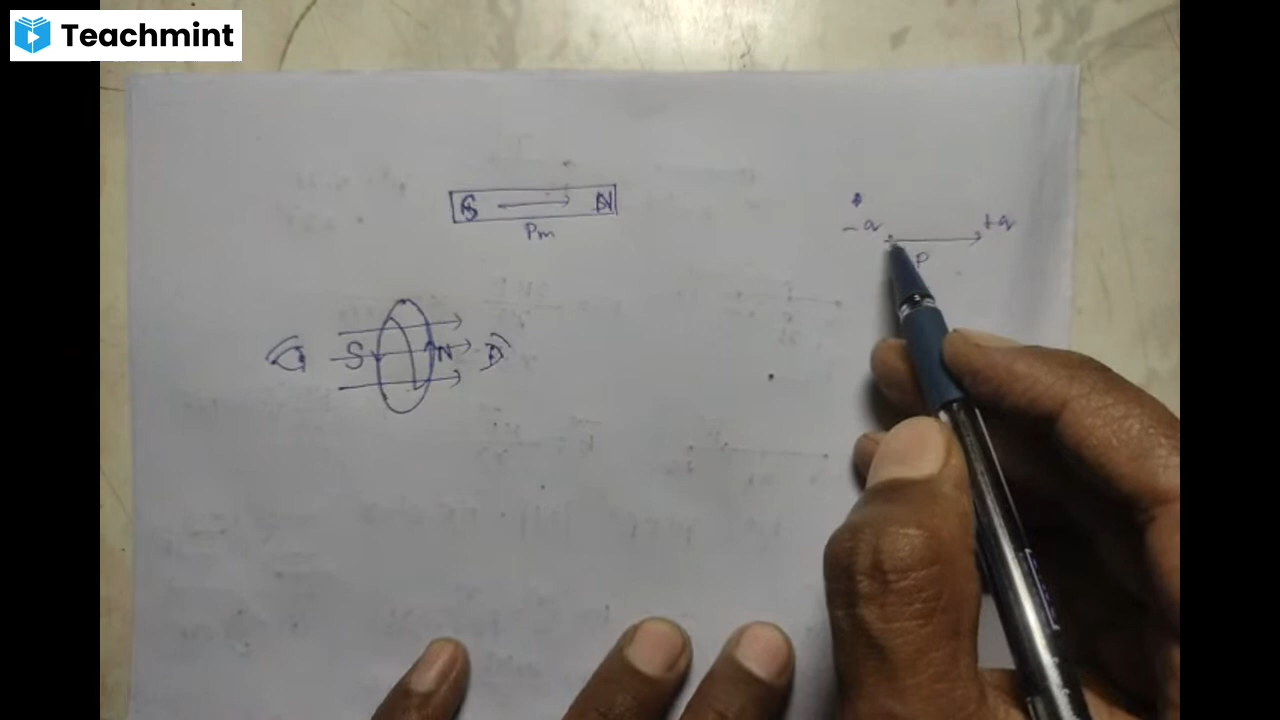 Teachmint
S N
Pm
-q +q
P
S N